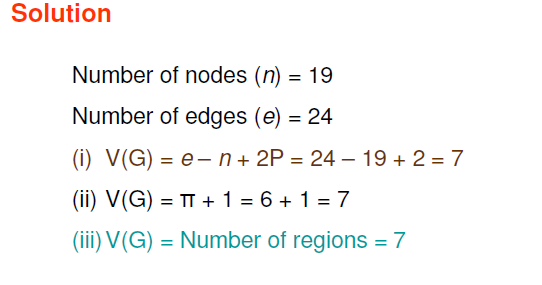 Solution
Number of nodes (n) = 19
Number of edges (e) = 24
(i) V(G) = e – n + 2P = 24 – 19 + 2 = 7
(ii) V(G) = π + 1 = 6 + 1 = 7
(iii) V(G) = Number of regions = 7